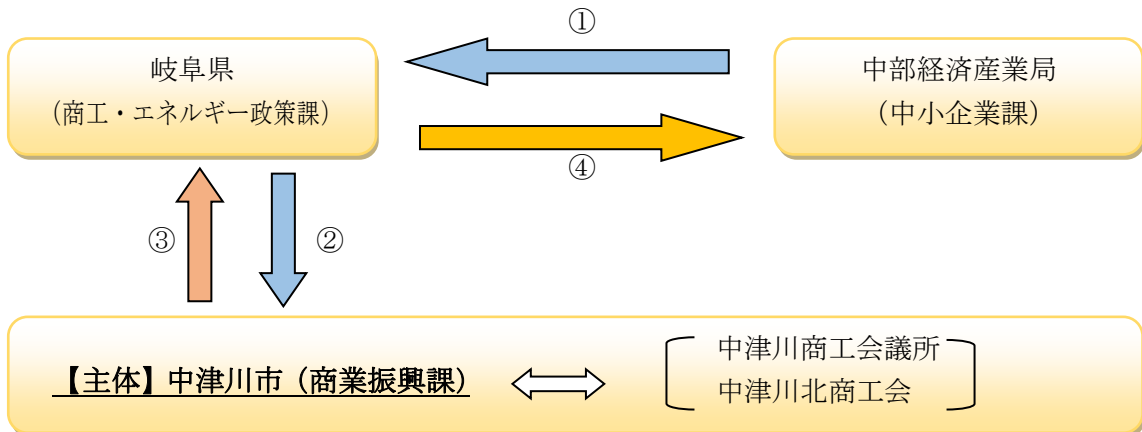 ①
岐阜県
（商工・エネルギー政策課）
中部経済産業局
（中小企業課）
④
③
②
【主体】中津川市（商業振興課）
中津川商工会議所
中津川北商工会